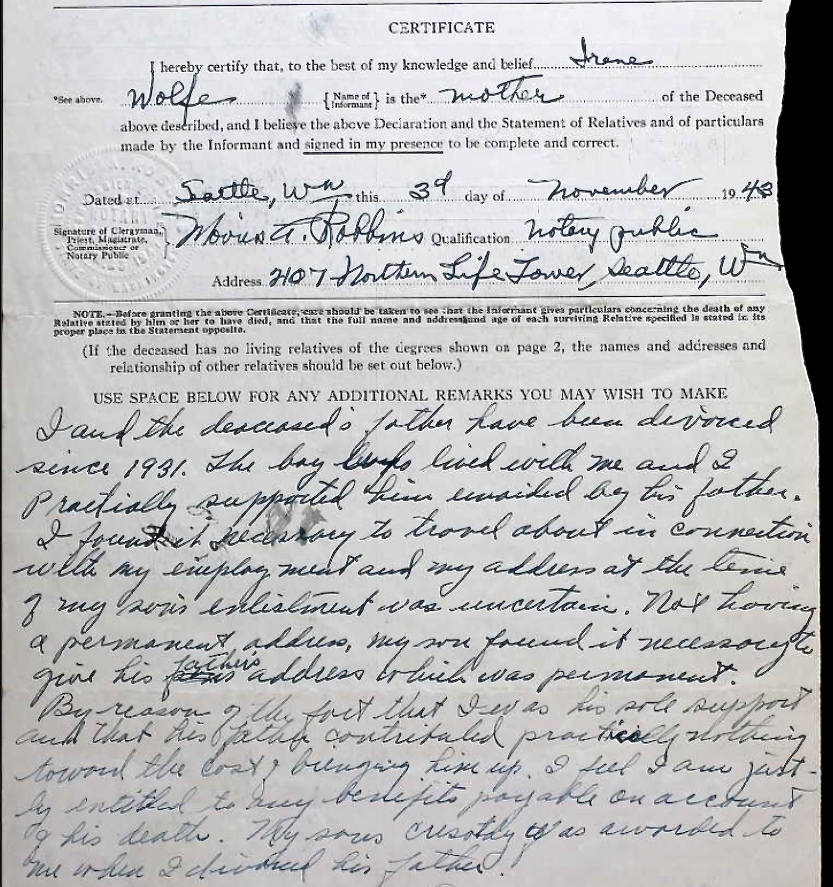 CERTIFICATE
I hereby certify that, to the best of my knowledge and belief Irene
*See above. Wolfe {Name of Informant} is the* mother of the Deceased
above described, and I believe the above Declaration and the Statement of Relatives and of particulars
made by the Informant and signed in my presence to be complete and correct.
Dated at Seattle, Wn this 3d day of November 1943
Signature of Clergyman, Priest, Magistrate, Commissioner or Notary Public } Morris A. Robbins Qualification notary public
Address 2107 Northern Life Tower, Seattle, Wn
NOTE.—Before granting the above Certificate, care should be taken to see that the Informant gives particulars concerning the death of any
Relative stated by him or her to have died, and that the full name and address and age of each surviving Relative specified is stated in its
proper place in the Statement opposite.
(If the deceased has no living relatives of the degrees shown on page 2, the names and addresses and
relationship of other relatives should be set out below.)
USE SPACE BELOW FOR ANY ADDITIONAL REMARKS YOU MAY WISH TO MAKE
I and the deaceased's father have been divorced
since 1931. The boy lived with me and I
Practially supported him unaided by his father.
I found it necessary to travel about in connection
with my employment and my address at the time
of my son's enlistment was uncertain. Not having
a permanent address, my son found it necessary to
give his fathers address which was permanent.
By reason of the fact that I was his sole support
and that his father contributed practically nothing
toward the cost of bringing him up. I feel I am just-
ly entitled to any benefits payable on account
of his death. My sons cusotdy was awarded to
me when I divorced his father.